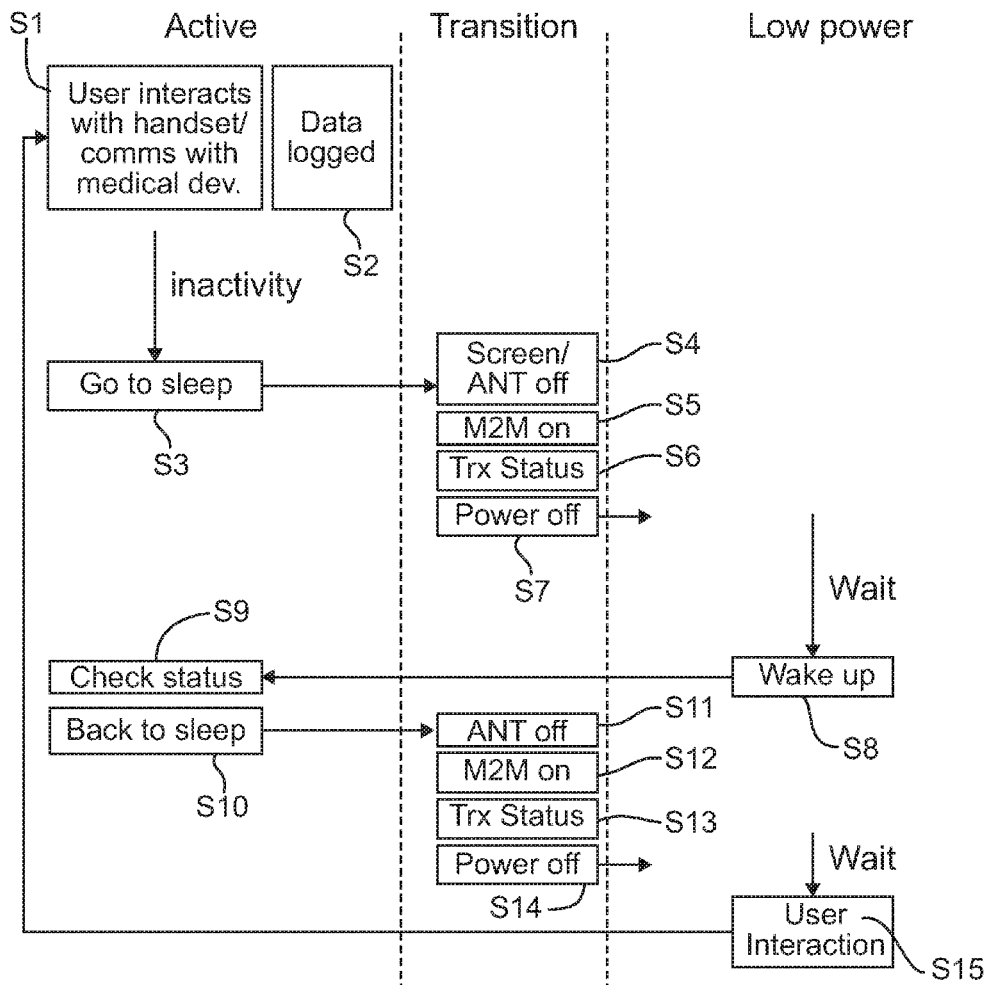 S1
Active
Transition
Low power
User interacts
with handset/
comms with
medical dev.
Data
logged
S2
inactivity
Go to sleep
S3
Screen/
ANT off
S4
M2M on
S5
Trx Status
S6
Power off
S7
Wait
S9
Check status
Wake up
S8
Back to sleep
S10
ANT off
S11
M2M on
S12
Trx Status
S13
Power off
S14
Wait
User
Interaction
S15